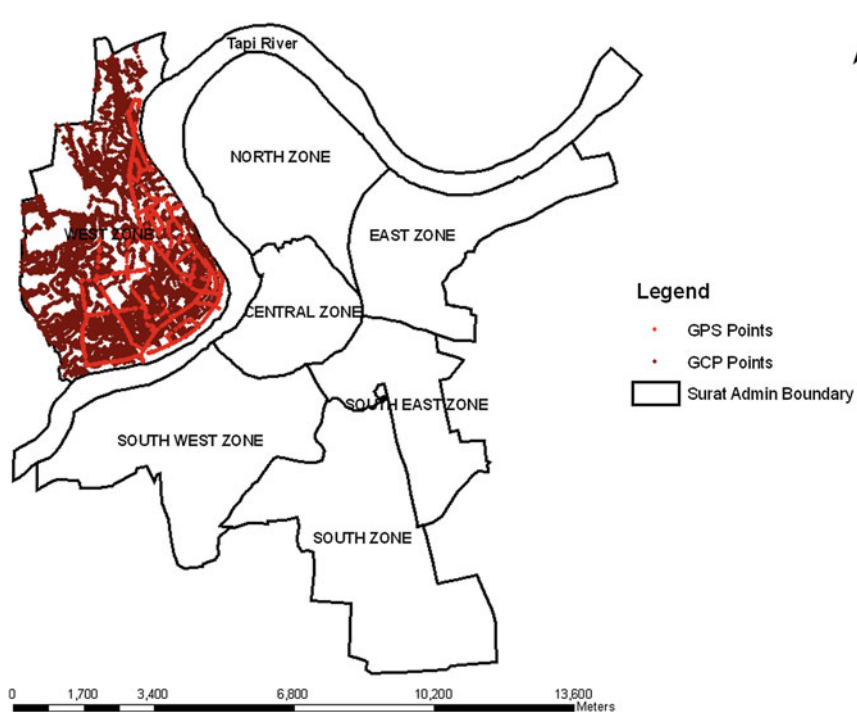 Tapi River
NORTH ZONE
WEST ZONE
EAST ZONE
CENTRAL ZONE
SOUTH EAST ZONE
SOUTH WEST ZONE
SOUTH ZONE
Legend
GPS Points
GCP Points
Surat Admin Boundary
0 1,700 3,400 6,800 10,200 13,600
Meters